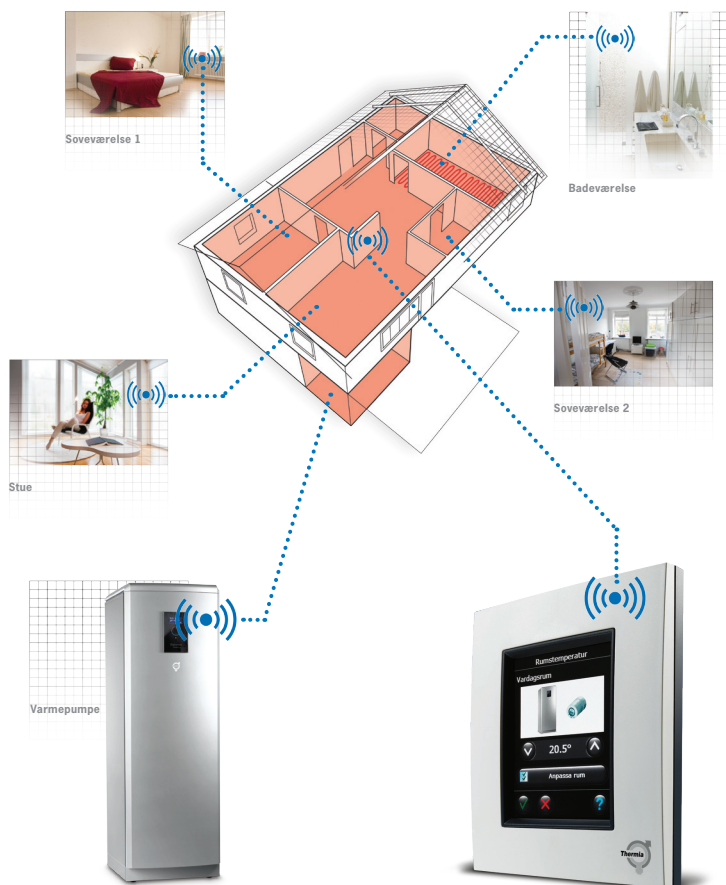 Soveværelse 1
Badeværelse
Soveværelse 2
Stue
Varmepumpe
Rumstemperatur
Vardagsrum
20.5°
Anpassa rum
?
Thermia